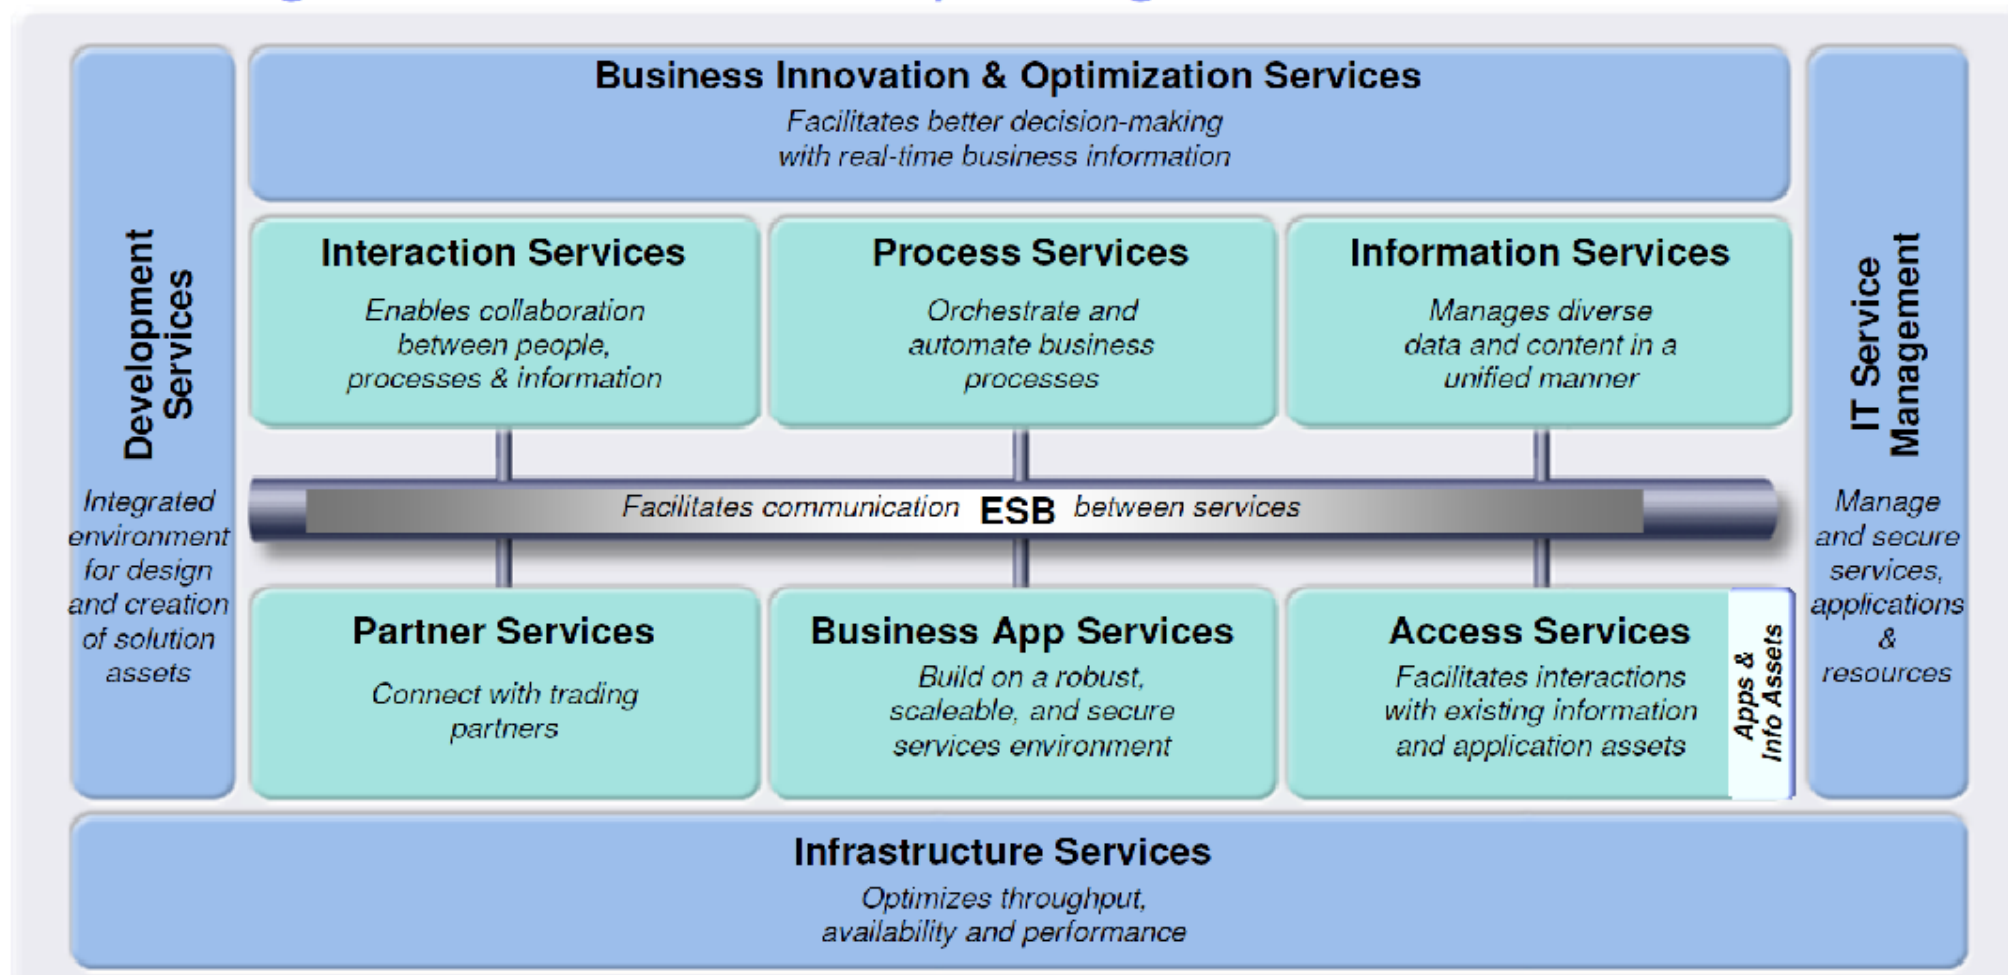 Business Innovation & Optimization Services
Facilitates better decision-making
with real-time business information
Development
Services
Integrated
environment
for design
and creation
of solution
assets
Interaction Services
Enables collaboration
between people,
processes & information
Process Services
Orchestrate and
automate business
processes
Information Services
Manages diverse
data and content in a
unified manner
IT Service
Management
Manage
and secure
services,
applications
&
resources
Facilitates communication ESB between services
Partner Services
Connect with trading
partners
Business App Services
Build on a robust,
scaleable, and secure
services environment
Access Services
Facilitates interactions
with existing information
and application assets
Apps &
Info Assets
Infrastructure Services
Optimizes throughput,
availability and performance